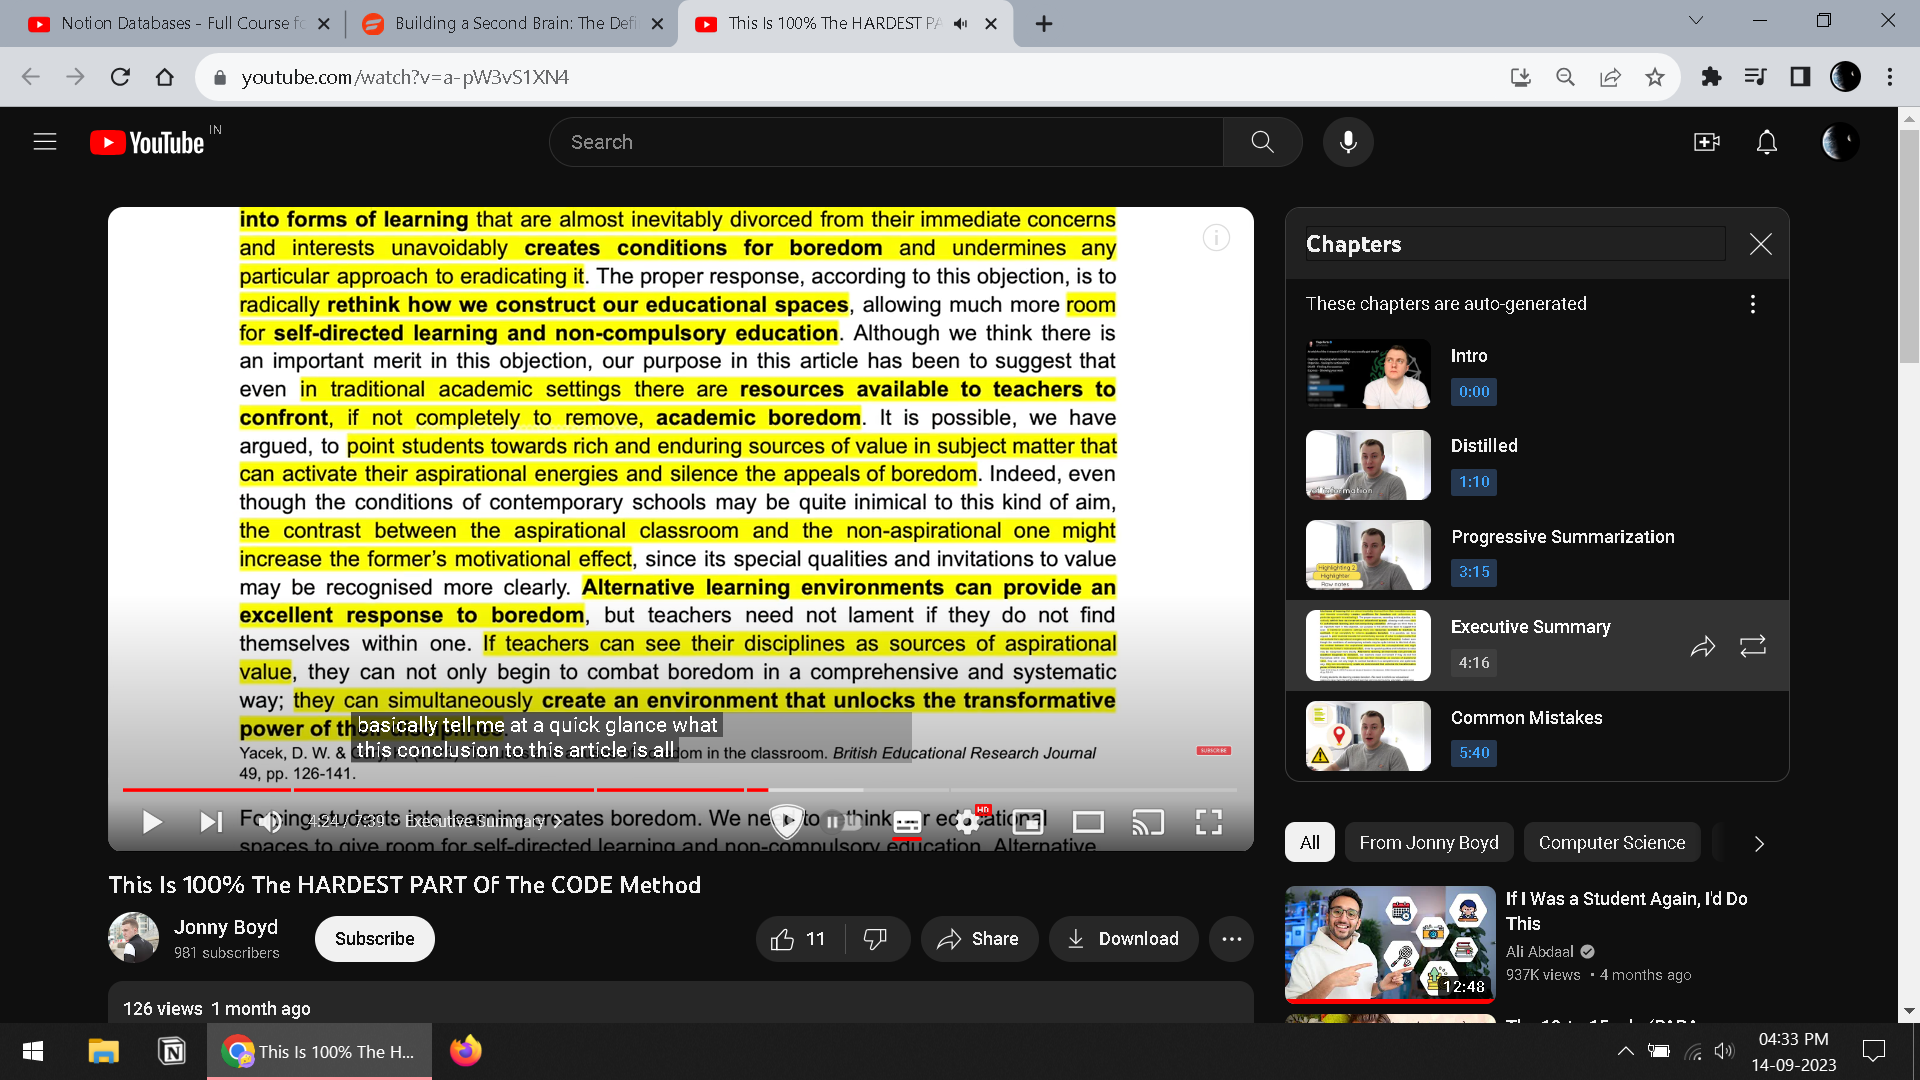 Notion Databases - Full Course fo
Building a Second Brain: The Defi
This Is 100% The HARDEST PA
youtube.com/watch?v=a-pW3vS1XN4
YouTube IN
Search
into forms of learning that are almost inevitably divorced from their immediate concerns
and interests unavoidably creates conditions for boredom and undermines any
particular approach to eradicating it. The proper response, according to this objection, is to
radically rethink how we construct our educational spaces, allowing much more room
for self-directed learning and non-compulsory education. Although we think there is
an important merit in this objection, our purpose in this article has been to suggest that
even in traditional academic settings there are resources available to teachers to
confront, if not completely to remove, academic boredom. It is possible, we have
argued, to point students towards rich and enduring sources of value in subject matter that
can activate their aspirational energies and silence the appeals of boredom. Indeed, even
though the conditions of contemporary schools may be quite inimical to this kind of aim,
the contrast between the aspirational classroom and the non-aspirational one might
increase the former's motivational effect, since its special qualities and invitations to value
may be recognised more clearly. Alternative learning environments can provide an
excellent response to boredom, but teachers need not lament if they do not find
themselves within one. If teachers can see their disciplines as sources of aspirational
value, they can not only begin to combat boredom in a comprehensive and systematic
way; they can simultaneously create an environment that unlocks the transformative
power of
basically tell me at a quick glance what
this conclusion to this article is all
Yacek, D. W. & in the classroom. British Educational Research Journal
49, pp. 126-141.
SUBSCRIBE
students into learning creates boredom. We
4:24 / 7:39 • Executive Summary
HD
spaces to give room for self-directed learning and non-compulsory education. Alternative
Chapters
These chapters are auto-generated
Intro
0:00
Distilled
1:10
of information
Progressive Summarization
3:15
Highlighting 2
Highlighter
Raw notes
Executive Summary
4:16
Common Mistakes
5:40
All
From Jonny Boyd
Computer Science
This Is 100% The HARDEST PART Of The CODE Method
Jonny Boyd
981 subscribers
Subscribe
11
Share
Download
126 views 1 month ago
If I Was a Student Again, I'd Do
This
Ali Abdaal
937K views • 4 months ago
12:48
This Is 100% The H...
04:33 PM
14-09-2023